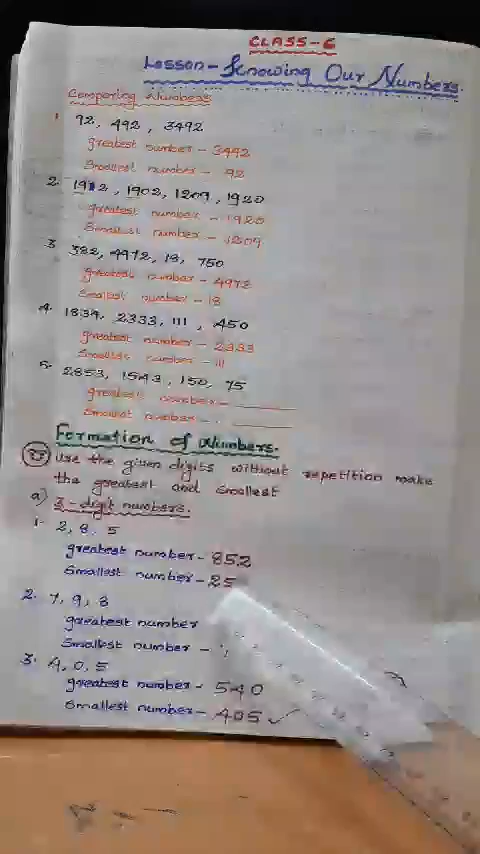 CLASS-6
Lesson-Knowing Our Numbers.
Comparing Numbers
1. 92, 492, 3492
greatest number - 3492
Smallest number - 92
2. 1912, 1902, 1209, 1920
greatest number - 1920
Smallest number - 1209
3. 382, 4972, 18, 750
greatest number - 4972
Smallest number - 18
4. 1834, 2333, 111, 450
greatest number - 2333
Smallest number - 111
5. 2853, 1543, 150, 75
greatest number -
Smallest number -
Formation of Numbers.
use the given digits without repetition make
the greatest and smallest
a) 3-digit numbers.
1. 2, 8, 5
greatest number - 852
Smallest number - 25
2. 7, 9, 8
greatest number
Smallest number -
3. 4, 0, 5
greatest number - 540
Smallest number - 405